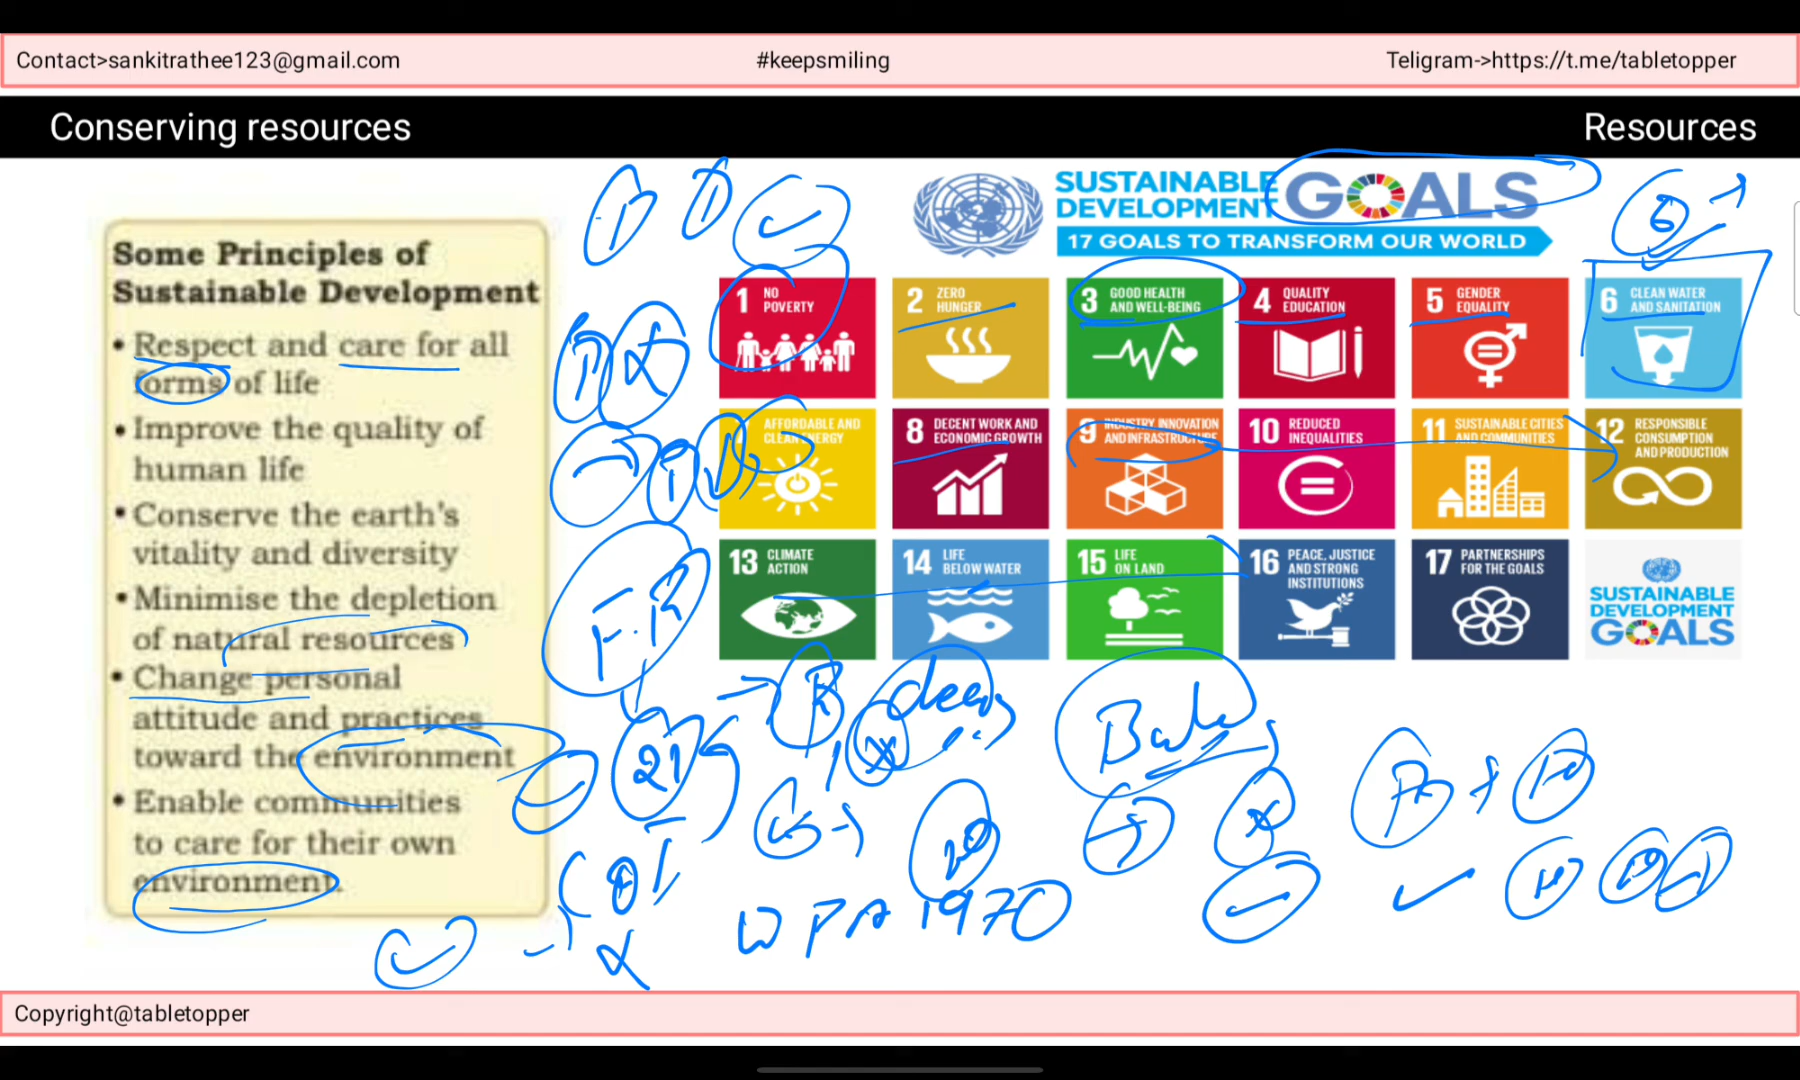 Contact>sankitrathee123@gmail.com
#keepsmiling
Teligram->https://t.me/tabletopper
Conserving resources
Resources
Some Principles of
Sustainable Development
• Respect and care for all
forms of life
• Improve the quality of
human life
• Conserve the earth's
vitality and diversity
• Minimise the depletion
of natural resources
• Change personal
attitude and practices
toward the environment
• Enable communities
to care for their own
environment.
SUSTAINABLE
DEVELOPMENT
GOALS
17 GOALS TO TRANSFORM OUR WORLD
1 NO
POVERTY
2 ZERO
HUNGER
3 GOOD HEALTH
AND WELL-BEING
4 QUALITY
EDUCATION
5 GENDER
EQUALITY
6 CLEAN WATER
AND SANITATION
AFFORDABLE AND
CLEAN ENERGY
8 DECENT WORK AND
ECONOMIC GROWTH
9 INDUSTRY INNOVATION
AND INFRASTRUCTURE
10 REDUCED
INEQUALITIES
11 SUSTAINABLE CITIES
AND COMMUNITIES
12 RESPONSIBLE
CONSUMPTION
AND PRODUCTION
13 CLIMATE
ACTION
14 LIFE
BELOW WATER
15 LIFE
ON LAND
16 PEACE, JUSTICE
AND STRONG
INSTITUTIONS
17 PARTNERSHIPS
FOR THE GOALS
SUSTAINABLE
DEVELOPMENT
GOALS
F.R
21
WPA 1970
Copyright@tabletopper